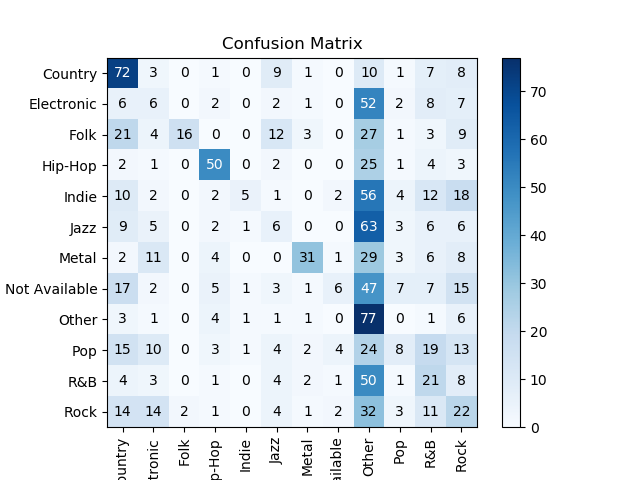 Confusion Matrix
Country 72 3 0 1 0 9 1 0 10 1 7 8
Electronic 6 6 0 2 0 2 1 0 52 2 8 7
Folk 21 4 16 0 0 12 3 0 27 1 3 9
Hip-Hop 2 1 0 50 0 2 0 0 25 1 4 3
Indie 10 2 0 2 5 1 0 2 56 4 12 18
Jazz 9 5 0 2 1 6 0 0 63 3 6 6
Metal 2 11 0 4 0 0 31 1 29 3 6 8
Not Available 17 2 0 5 1 3 1 6 47 7 7 15
Other 3 1 0 4 1 1 1 0 77 0 1 6
Pop 15 10 0 3 1 4 2 4 24 8 19 13
R&B 4 3 0 1 0 4 2 1 50 1 21 8
Rock 14 14 2 1 0 4 1 2 32 3 11 22
ountry
tronic
Folk
p-Hop
Indie
Jazz
Metal
ailable
Other
Pop
R&B
Rock
70
60
50
40
30
20
10
0